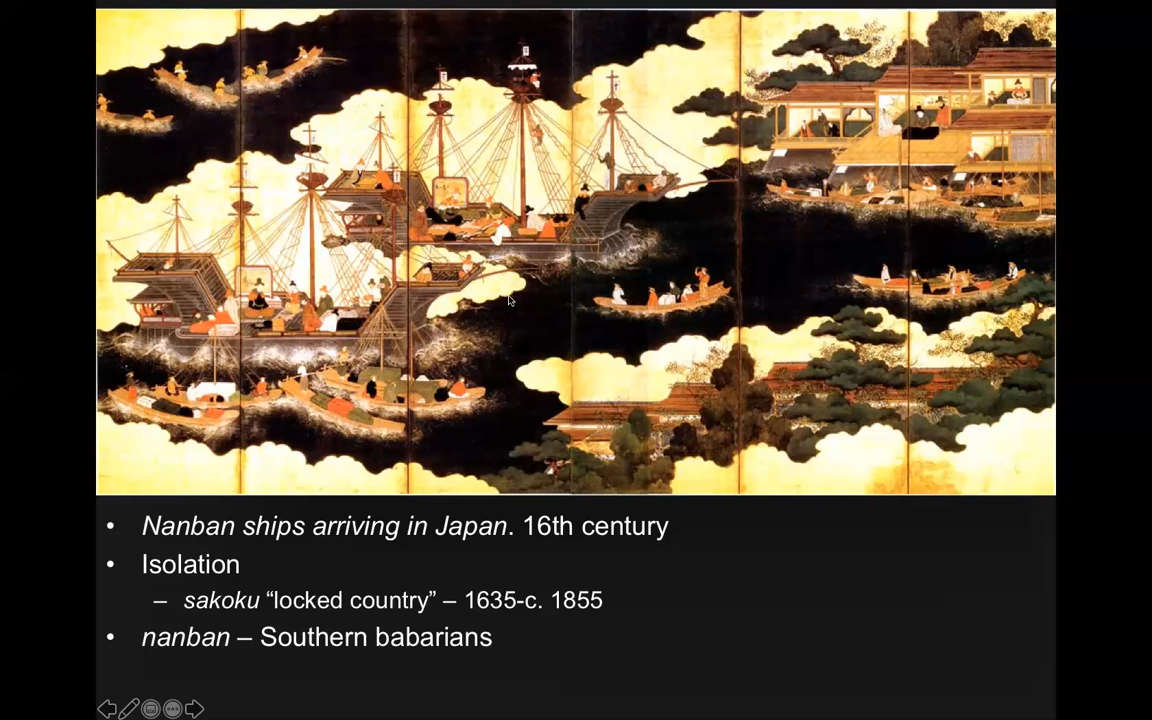 • Nanban ships arriving in Japan. 16th century
• Isolation
– sakoku “locked country” – 1635-c. 1855
• nanban – Southern babarians